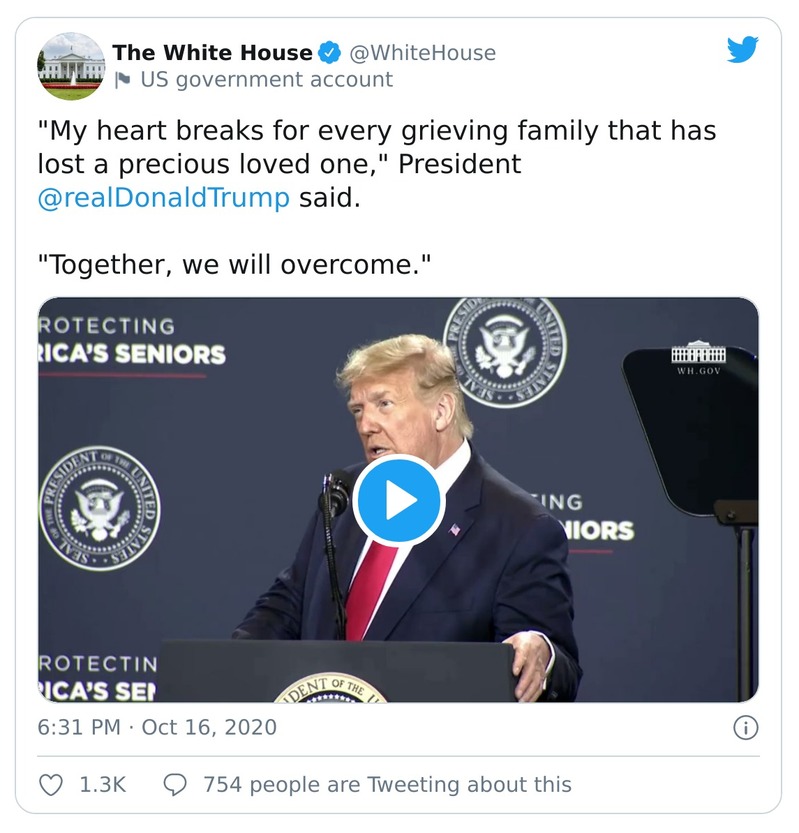 The White House @WhiteHouse
US government account
"My heart breaks for every grieving family that has
lost a precious loved one," President
@realDonaldTrump said.
"Together, we will overcome."
ROTECTING
RICA'S SENIORS
SEAL OF THE PRESIDENT OF THE UNITED STATES
WH.GOV
SEAL OF THE PRESIDENT OF THE UNITED STATES
ING
NIORS
ROTECTIN
ICA'S SEN
IDENT OF THE U
6:31 PM · Oct 16, 2020
1.3K 754 people are Tweeting about this